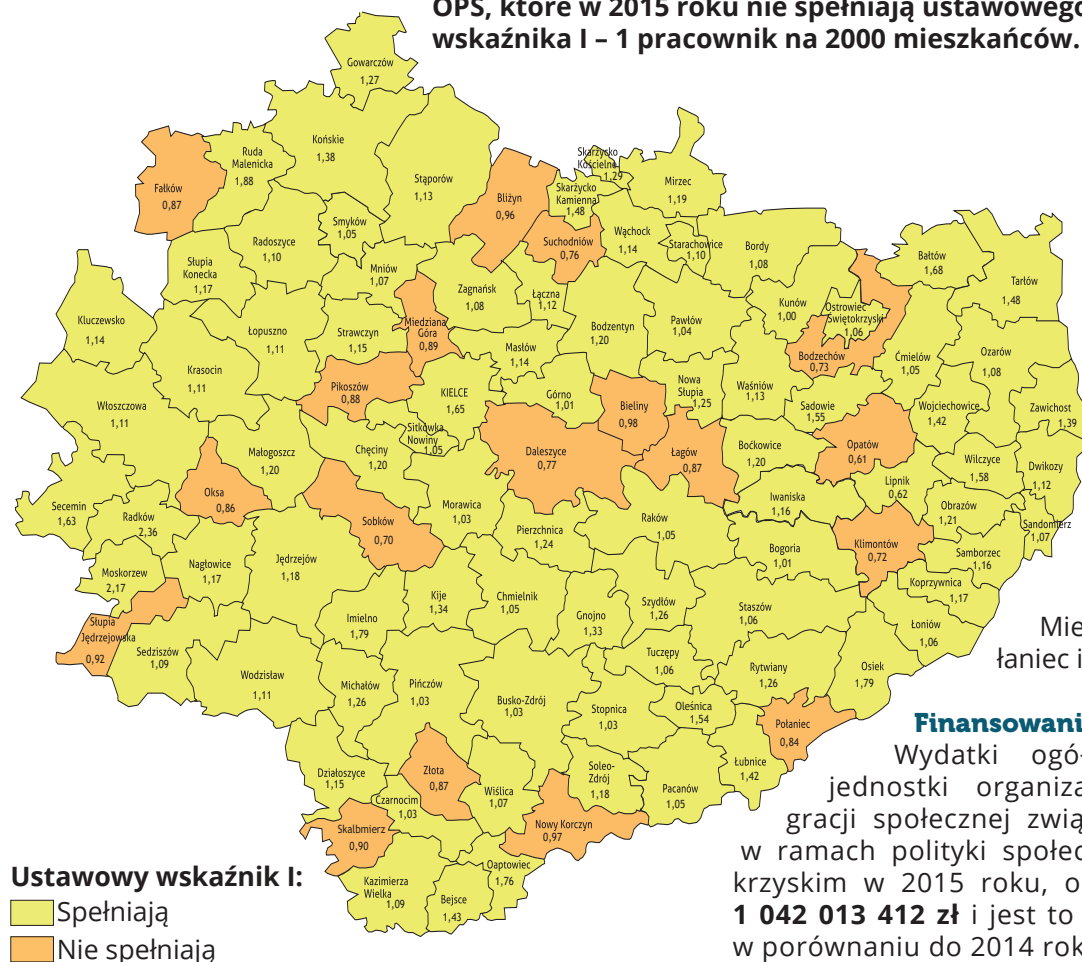 OPS, które w 2015 roku nie spełniają ustawowego
wskaźnika I – 1 pracownik na 2000 mieszkańców.
Gowarczów
1,27
Końskie
1,38
Ruda
Malenicka
1,88
Fałków
0,87
Stąporów
1,13
Bliżyn
0,96
Skarżycko
Kościelne
1,29
Skarżycko
Kamienna
1,48
Mirzec
1,19
Smyków
1,05
Radoszyce
1,10
Suchodniów
0,76
Wąchock
1,14
Starachowice
1,10
Bordy
1,08
Bałtów
1,68
Tarłów
1,48
Słupia
Konecka
1,17
Mniów
1,07
Zagnańsk
1,08
Łączna
1,12
Kluczewsko
1,14
Łopuszno
1,11
Strawczyn
1,15
Miedziana
Góra
0,89
Masłów
1,14
Bodzentyn
1,20
Pawłów
1,04
Kunów
1,00
Ostrowiec
Świętokrzyski
1,06
Bodzechów
0,73
Ćmielów
1,05
Ozarów
1,08
Krasocin
1,11
Pikoszów
0,88
KIELCE
1,65
Górno
1,01
Bieliny
0,98
Nowa
Słupia
1,25
Waśniów
1,13
Sadowie
1,55
Wojciechowice
1,42
Zawichost
1,39
Włoszczowa
1,11
Sitkówka
Nowiny
1,05
Małogoszcz
1,20
Chęciny
1,20
Daleszyce
0,77
Łagów
0,87
Boćkowice
1,20
Opatów
0,61
Wilczyce
1,58
Dwikozy
1,12
Oksa
0,86
Lipnik
0,62
Secemin
1,63
Radków
2,36
Sobków
0,70
Morawica
1,03
Pierzchnica
1,24
Raków
1,05
Iwaniska
1,16
Obrazów
1,21
Sandomierz
1,07
Bogoria
1,01
Klimontów
0,72
Samborzec
1,16
Moskorzew
2,17
Nagłowice
1,17
Jędrzejów
1,18
Koprzywnica
1,17
Kije
1,34
Chmielnik
1,05
Gnojno
1,33
Szydłów
1,26
Staszów
1,06
Łoniów
1,06
Słupia
Jędrzejowska
0,92
Sedziszów
1,09
Imielno
1,79
Tuczępy
1,06
Rytwiany
1,26
Osiek
1,79
Mie
łaniec i
Wodzisław
1,11
Michałów
1,26
Pińczów
1,03
Busko-Zdrój
1,03
Stopnica
1,03
Oleśnica
1,54
Połaniec
0,84
Działoszyce
1,15
Złota
0,87
Czarnocim
1,03
Wiślica
1,07
Soleo-
Zdrój
1,18
Pacanów
1,05
Łubnice
1,42
Skalbmierz
0,90
Nowy Korczyn
0,97
Kazimierza
Wielka
1,09
Bejsce
1,43
Oaptowiec
1,76
Finansowani
Wydatki ogó
jednostki organiza
gracji społecznej zwią
w ramach polityki społec
krzyskim w 2015 roku, o
1 042 013 412 zł i jest to
w porównaniu do 2014 rok
Ustawowy wskaźnik I:
Spełniają
Nie spełniają